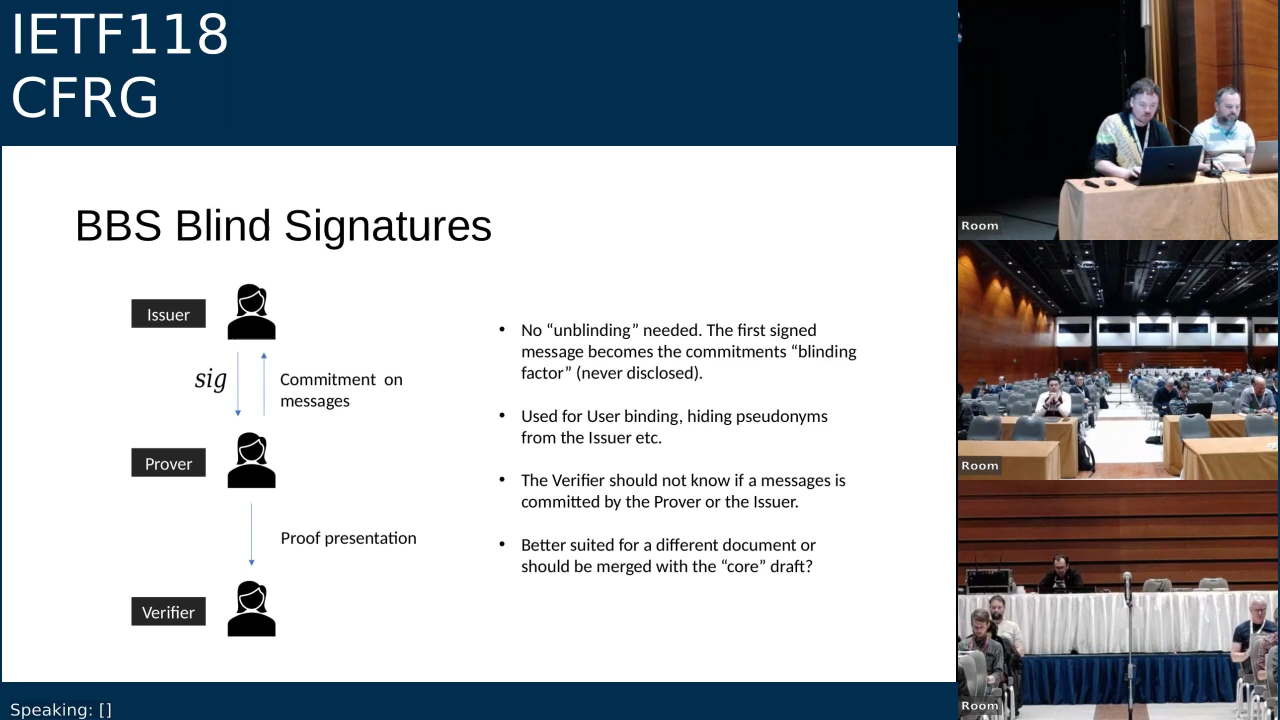 IETF118
CFRG
BBS Blind Signatures
Issuer
sig
Commitment on
messages
Prover
Proof presentation
Verifier
• No “unblinding” needed. The first signed
message becomes the commitments “blinding
factor” (never disclosed).
• Used for User binding, hiding pseudonyms
from the Issuer etc.
• The Verifier should not know if a messages is
committed by the Prover or the Issuer.
• Better suited for a different document or
should be merged with the “core” draft?
Speaking: []
Room
Room
Room